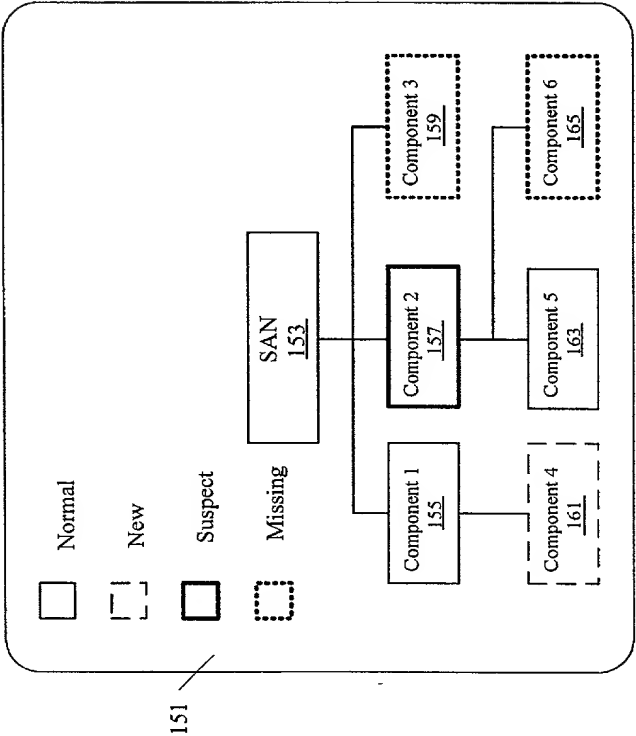 Normal
New
Suspect
Missing
SAN
153
Component 1
155
Component 2
157
Component 3
159
Component 4
161
Component 5
163
Component 6
165
151